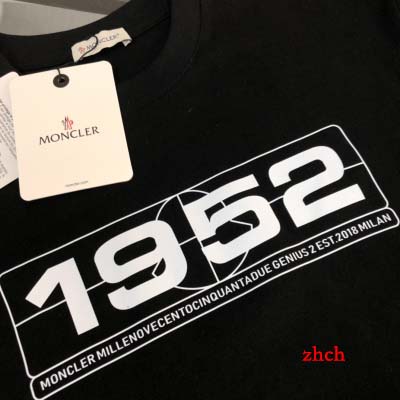 MONCLER
MONCLER
1952
MONCLER MILLENOVECENTOCINQUANTADUE GENIUS 2 EST.2018 MILAN
zhch